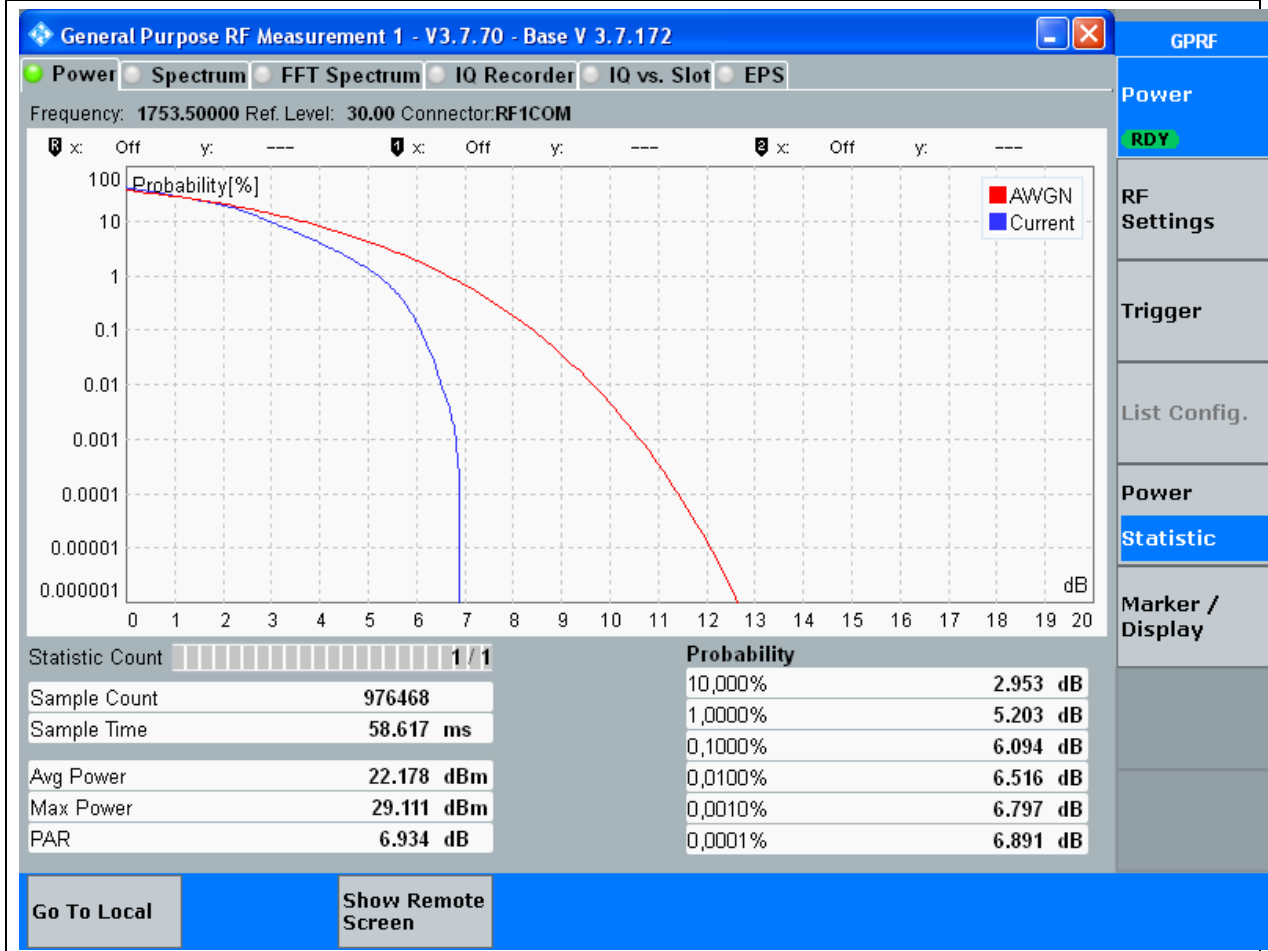 General Purpose RF Measurement 1 - V3.7.70 - Base V 3.7.172
GPRF
Power Spectrum FFT Spectrum IQ Recorder IQ vs. Slot EPS
Frequency: 1753.50000 Ref. Level: 30.00 Connector:RF1COM
R x: Off y: --- 1 x: Off y: --- 2 x: Off y: ---
Probability[%]
AWGN
Current
100
10
1
0.1
0.01
0.001
0.0001
0.00001
0.000001
dB
0 1 2 3 4 5 6 7 8 9 10 11 12 13 14 15 16 17 18 19 20
Statistic Count 1 / 1
Sample Count 976468
Sample Time 58.617 ms
Avg Power 22.178 dBm
Max Power 29.111 dBm
PAR 6.934 dB
Probability
10,000% 2.953 dB
1,0000% 5.203 dB
0,1000% 6.094 dB
0,0100% 6.516 dB
0,0010% 6.797 dB
0,0001% 6.891 dB
Power
RDY
RF
Settings
Trigger
List Config.
Power
Statistic
Marker /
Display
Go To Local
Show Remote
Screen